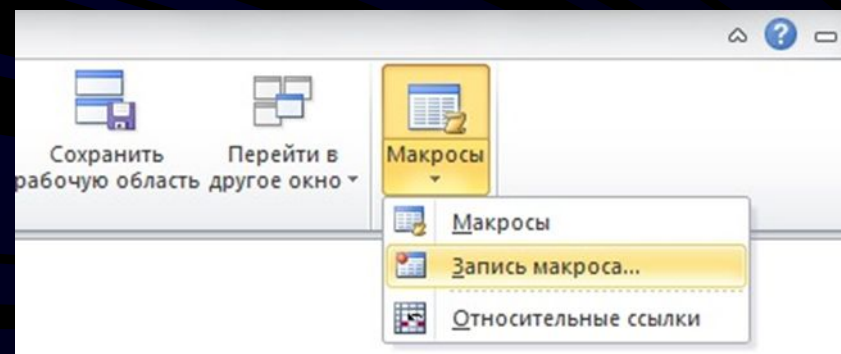 Сохранить
рабочую область
Перейти в
другое окно
Макросы
Макросы
Запись макроса...
Относительные ссылки